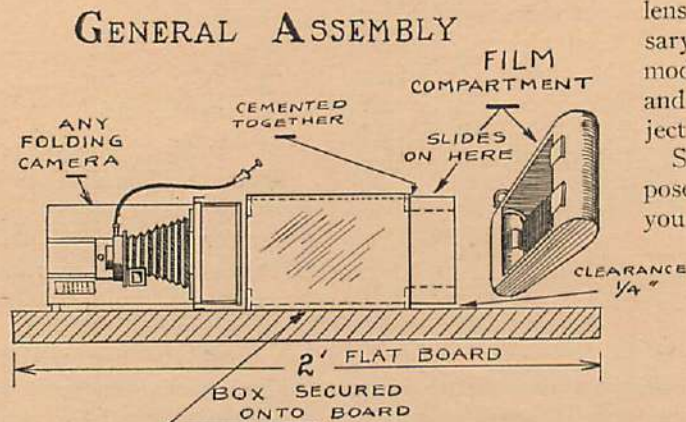 GENERAL ASSEMBLY
FILM
COMPARTMENT
CEMENTED
TOGETHER
ANY
FOLDING
CAMERA
SLIDES
ON HERE
CLEARANCE
1/4"
2' FLAT BOARD
BOX SECURED
ONTO BOARD
lens
sary
mod
and
ject
S
pose
you